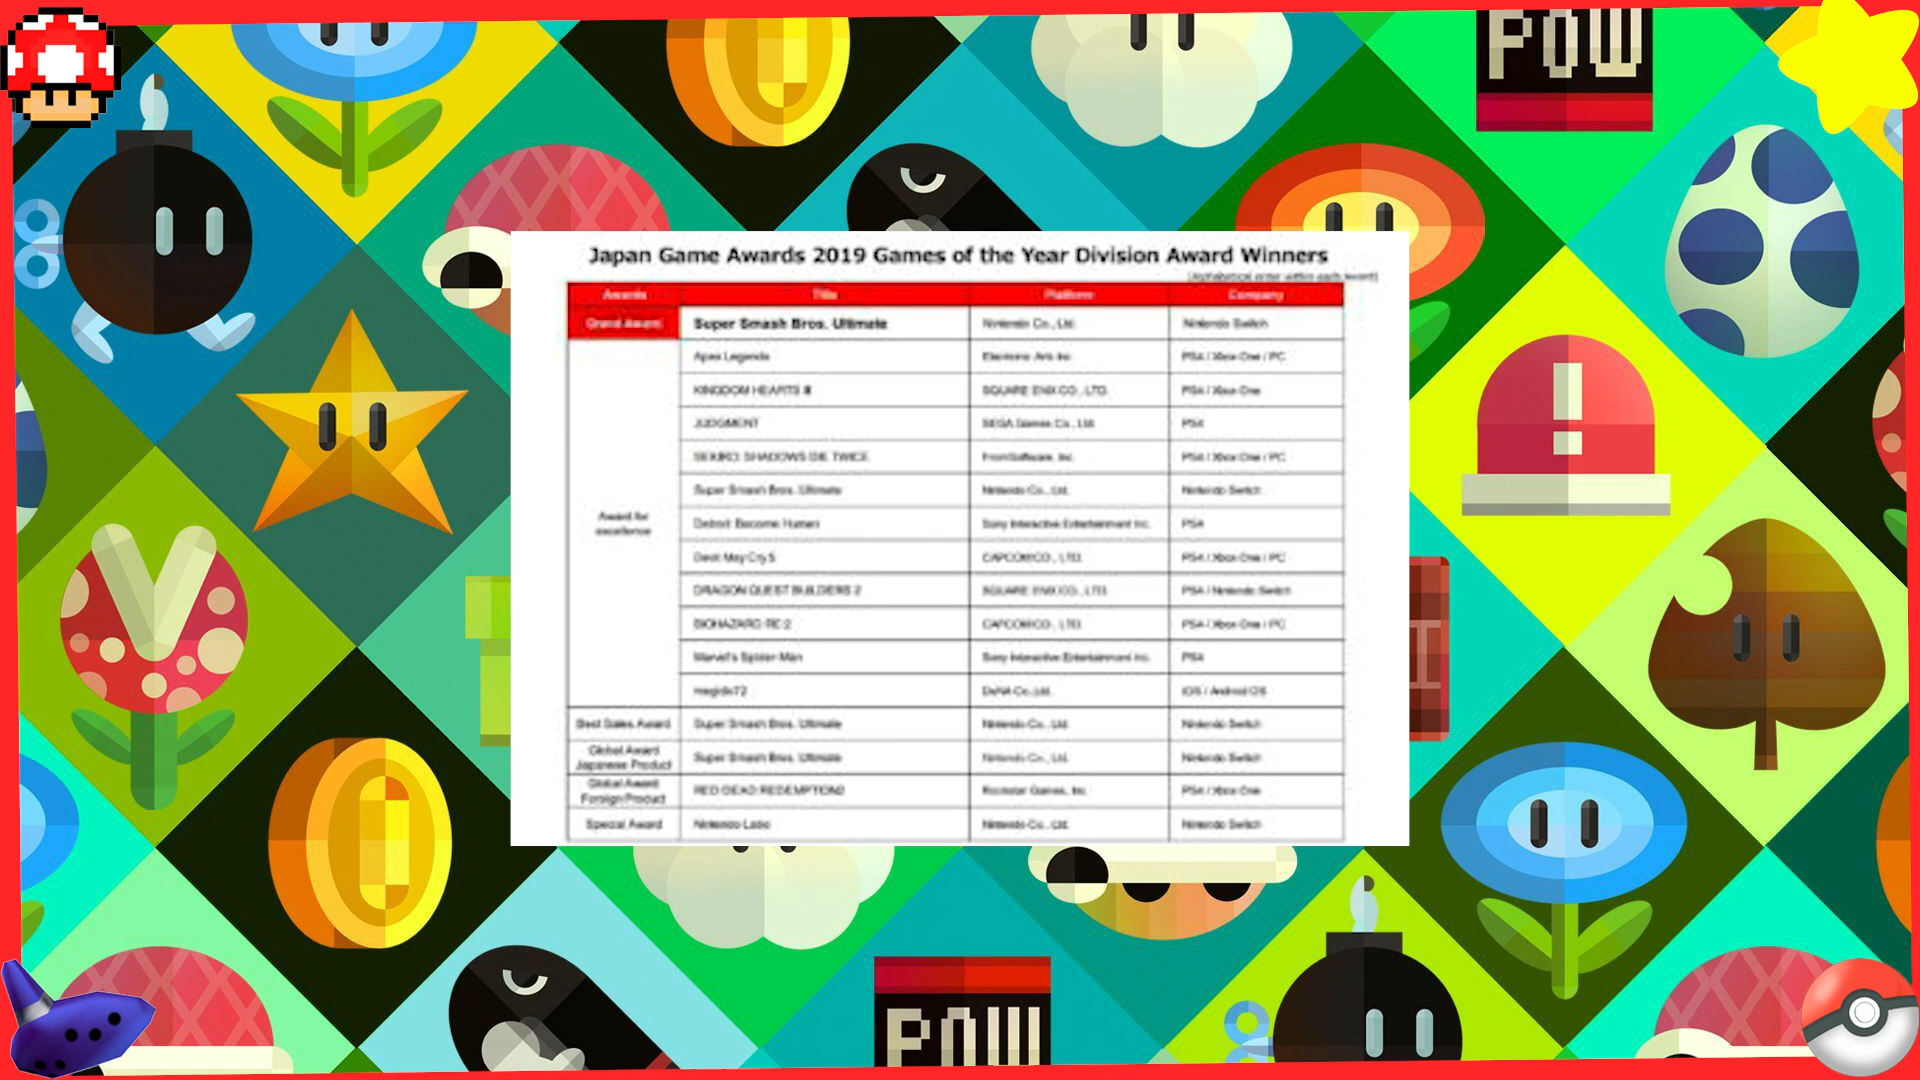 POW
Japan Game Awards 2019 Games of the Year Division Award Winners
(Alphabetical order within each Award)
Awards Title Platform Company
Grand Award Super Smash Bros. Ultimate Nintendo Co., Ltd. Nintendo Switch
Apex Legends Electronic Arts Inc PS4 / Xbox One / PC
KINGDOM HEARTS III SQUARE ENIX CO., LTD. PS4 / Xbox One
JUDGMENT SEGA Games Co., Ltd. PS4
SEKIRO: SHADOWS DIE TWICE FromSoftware, Inc. PS4 / Xbox One / PC
Super Smash Bros. Ultimate Nintendo Co., Ltd. Nintendo Switch
Award for
excellence
Detroit: Become Human Sony Interactive Entertainment Inc. PS4
Devil May Cry 5 CAPCOM CO., LTD. PS4 / Xbox One / PC
DRAGON QUEST BUILDERS 2 SQUARE ENIX CO., LTD. PS4 / Nintendo Switch
BIOHAZARD RE:2 CAPCOM CO., LTD. PS4 / Xbox One / PC
Marvel's Spider-Man Sony Interactive Entertainment Inc. PS4
megido72 DeNA Co.,Ltd. iOS / Android OS
Best Sales Award Super Smash Bros. Ultimate Nintendo Co., Ltd. Nintendo Switch
Global Award
Japanese Product Super Smash Bros. Ultimate Nintendo Co., Ltd. Nintendo Switch
Global Award
Foreign Product RED DEAD REDEMPTION2 Rockstar Games, Inc. PS4 / Xbox One
Special Award Nintendo Labo Nintendo Co., Ltd. Nintendo Switch
POW